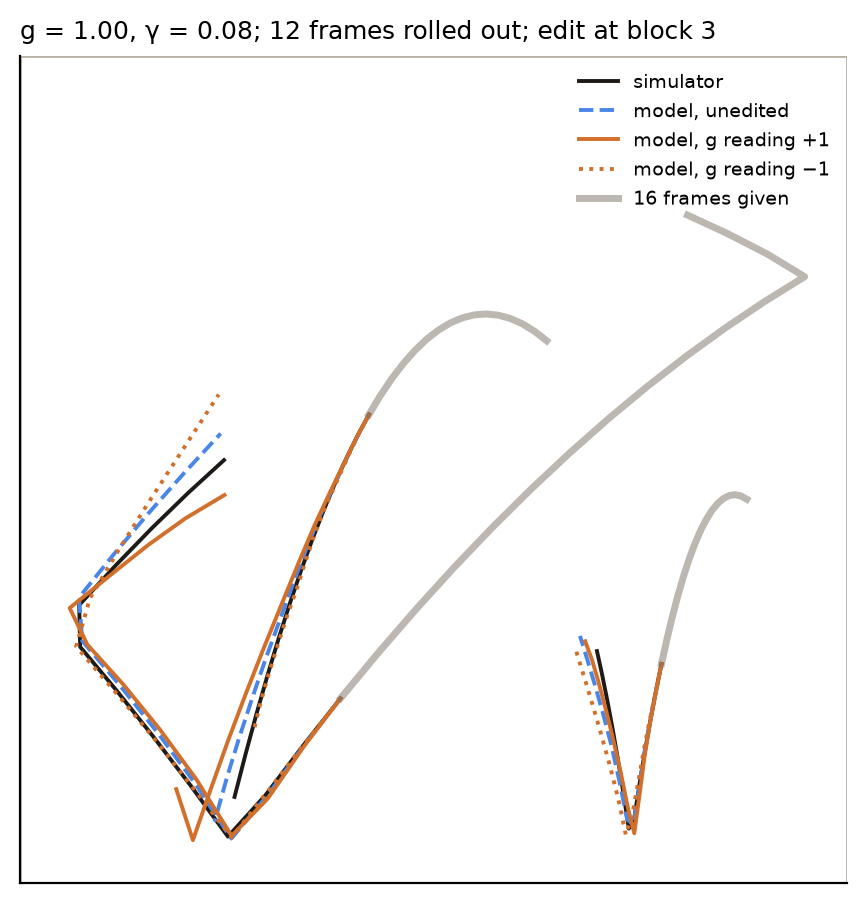 g = 1.00, γ = 0.08; 12 frames rolled out; edit at block 3
simulator
model, unedited
model, g reading +1
model, g reading −1
16 frames given